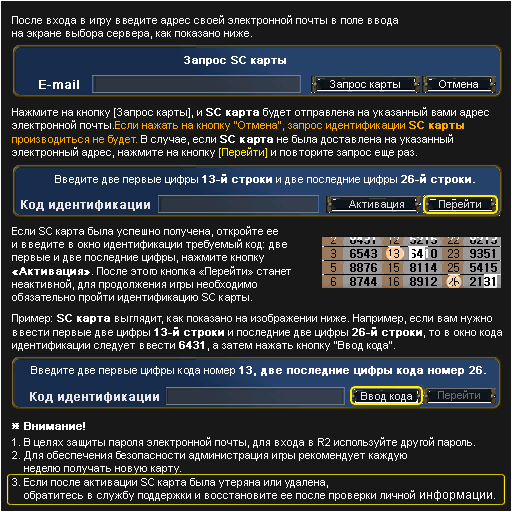 После входа в игру введите адрес своей электронной почты в поле ввода
на экране выбора сервера, как показано ниже.
Запрос SC карты
E-mail
Запрос карты
Отмена
Нажмите на кнопку [Запрос карты], и SC карта будет отправлена на указанный вами адрес
электронной почты.Если нажать на кнопку "Отмена", запрос идентификации SC карты
производиться не будет. В случае, если SC карта не была доставлена на указанный
электронный адрес, нажмите на кнопку [Перейти] и повторите запрос еще раз.
Введите две первые цифры 13-й строки и две последние цифры 26-й строки.
Код идентификации
Активация
Перейти
Если SC карта была успешно получена, откройте ее
и введите в окно идентификации требуемый код: две
первые и две последние цифры, нажмите кнопку
«Активация». После этого кнопка «Перейти» станет
неактивной, для продолжения игры необходимо
обязательно пройти идентификацию SC карты.
3 6543 13 6410 23 9351
5 8876 15 8114 25 5415
6 8744 16 8912 26 2131
Пример: SC карта выглядит, как показано на изображении ниже. Например, если вам нужно
ввести первые две цифры 13-й строки и последние две цифры 26-й строки, то в окно кода
идентификации следует ввести 6431, а затем нажать кнопку "Ввод кода".
Введите две первые цифры кода номер 13, две последние цифры кода номер 26.
Код идентификации
Ввод кода
Перейти
※ Внимание!
1. В целях защиты пароля электронной почты, для входа в R2 используйте другой пароль.
2. Для обеспечения безопасности администрация игры рекомендует каждую
неделю получать новую карту.
3. Если после активации SC карта была утеряна или удалена,
обратитесь в службу поддержки и восстановите ее после проверки личной информации.